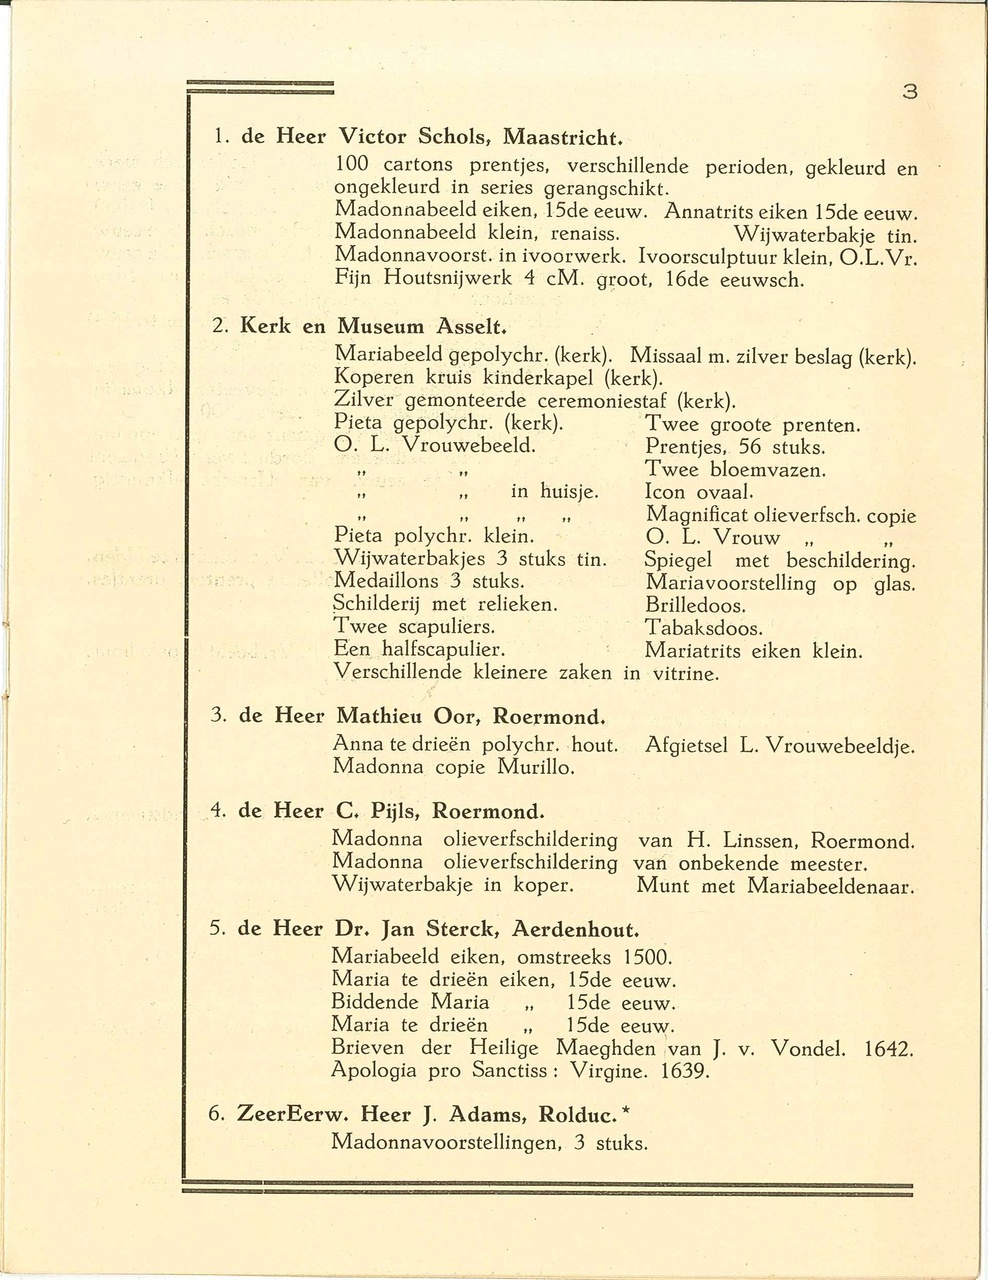 3
1. de Heer Victor Schols, Maastricht.
100 cartons prentjes, verschillende perioden, gekleurd en
ongekleurd in series gerangschikt.
Madonnabeeld eiken, 15de eeuw. Annatrits eiken 15de eeuw.
Madonnabeeld klein, renaiss. Wijwaterbakje tin.
Madonnavoorst. in ivoorwerk. Ivoorsculptuur klein, O.L.Vr.
Fijn Houtsnijwerk 4 cM. groot, 16de eeuwsch.
2. Kerk en Museum Asselt.
Mariabeeld gepolychr. (kerk). Missaal m. zilver beslag (kerk).
Koperen kruis kinderkapel (kerk).
Zilver gemonteerde ceremoniestaf (kerk).
Pieta gepolychr. (kerk). Twee groote prenten.
O. L. Vrouwebeeld. Prentjes, 56 stuks.
„ „ Twee bloemvazen.
„ „ in huisje. Icon ovaal.
„ „ „ „ Magnificat olieverfsch. copie
Pieta polychr. klein. O. L. Vrouw „ „
Wijwaterbakjes 3 stuks tin. Spiegel met beschildering.
Medaillons 3 stuks. Mariavoorstelling op glas.
Schilderij met relieken. Brilledoos.
Twee scapuliers. Tabaksdoos.
Een halfscapulier. Mariatrits eiken klein.
Verschillende kleinere zaken in vitrine.
3. de Heer Mathieu Oor, Roermond.
Anna te drieën polychr. hout. Afgietsel L. Vrouwebeeldje.
Madonna copie Murillo.
4. de Heer C. Pijls, Roermond.
Madonna olieverfschildering van H. Linssen, Roermond.
Madonna olieverfschildering van onbekende meester.
Wijwaterbakje in koper. Munt met Mariabeeldenaar.
5. de Heer Dr. Jan Sterck, Aerdenhout.
Mariabeeld eiken, omstreeks 1500.
Maria te drieën eiken, 15de eeuw.
Biddende Maria „ 15de eeuw.
Maria te drieën „ 15de eeuw.
Brieven der Heilige Maeghden van J. v. Vondel. 1642.
Apologia pro Sanctiss : Virgine. 1639.
6. ZeerEerw. Heer J. Adams, Rolduc.*
Madonnavoorstellingen, 3 stuks.